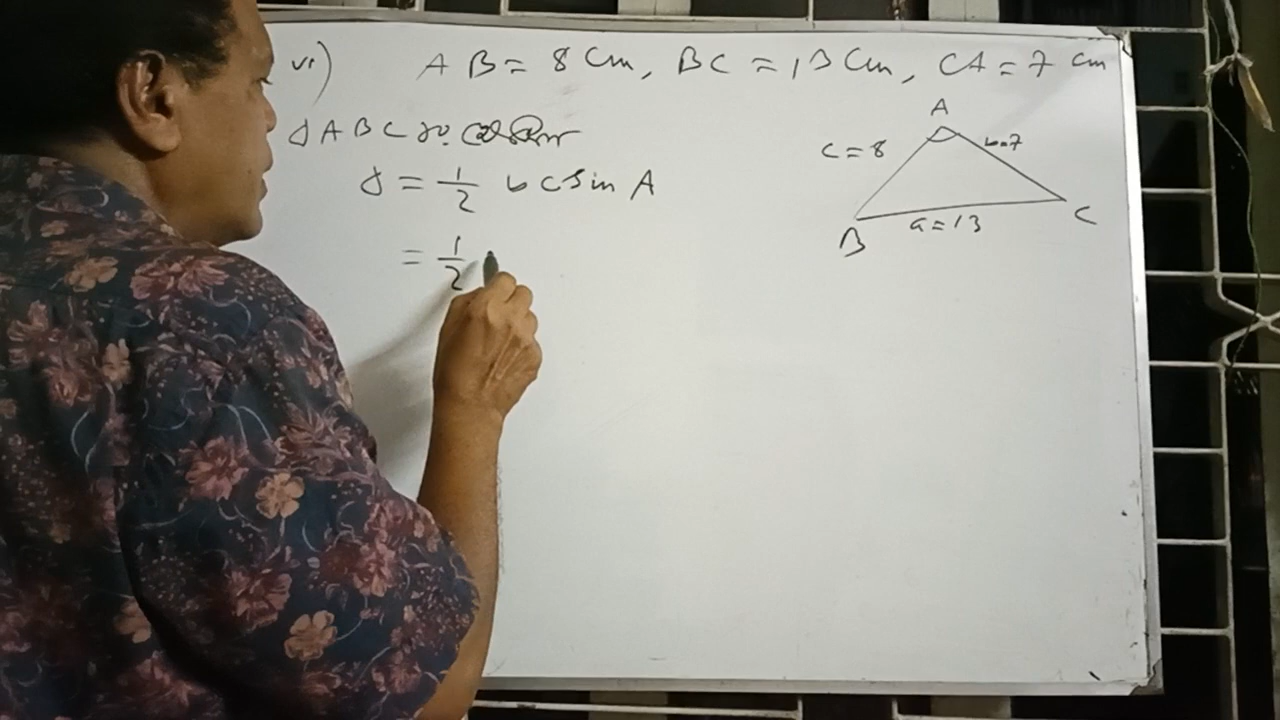 vi) AB = 8 cm, BC = 13 cm, CA = 7 cm
ABC
= 1/2 bc sin A
= 1/2
A
c = 8
b=7
B
a = 13
C